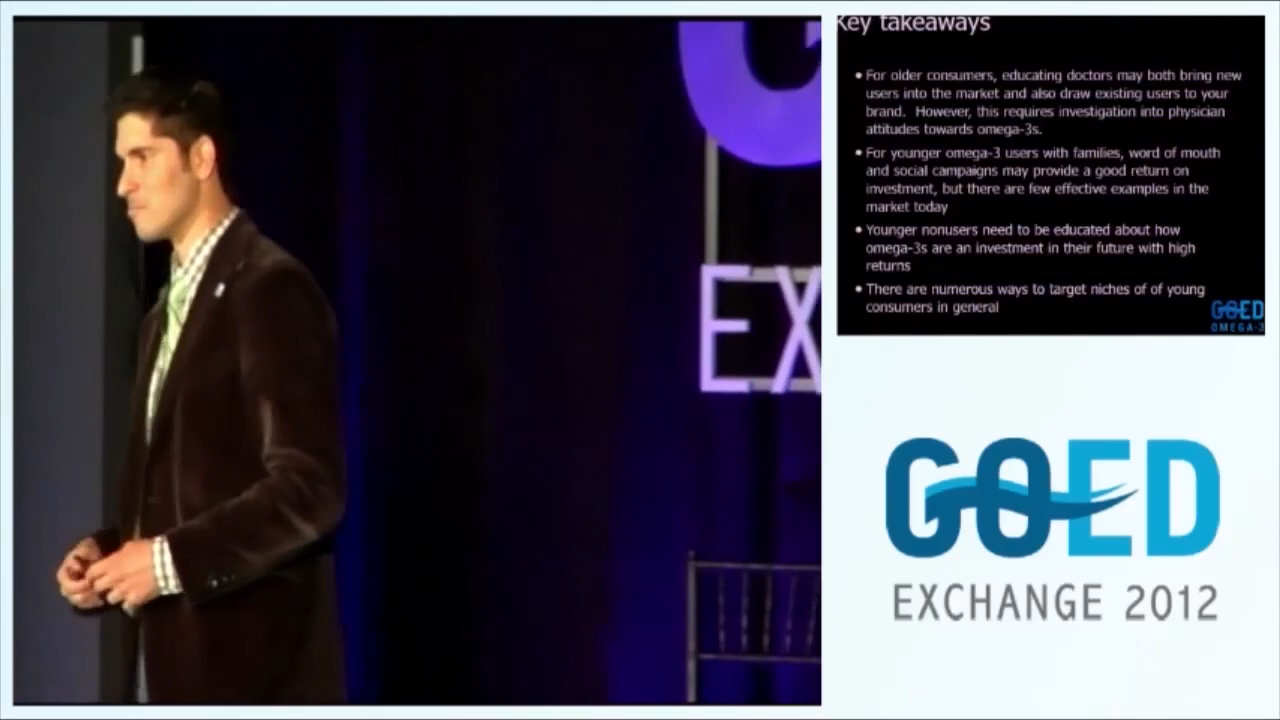 G
EX
Key takeaways
• For older consumers, educating doctors may both bring new
users into the market and also draw existing users to your
brand. However, this requires investigation into physician
attitudes towards omega-3s.
• For younger omega-3 users with families, word of mouth
and social campaigns may provide a good return on
investment, but there are few effective examples in the
market today
• Younger nonusers need to be educated about how
omega-3s are an investment in their future with high
returns
• There are numerous ways to target niches of of young
consumers in general
GOED
OMEGA-3
GOED
EXCHANGE 2012